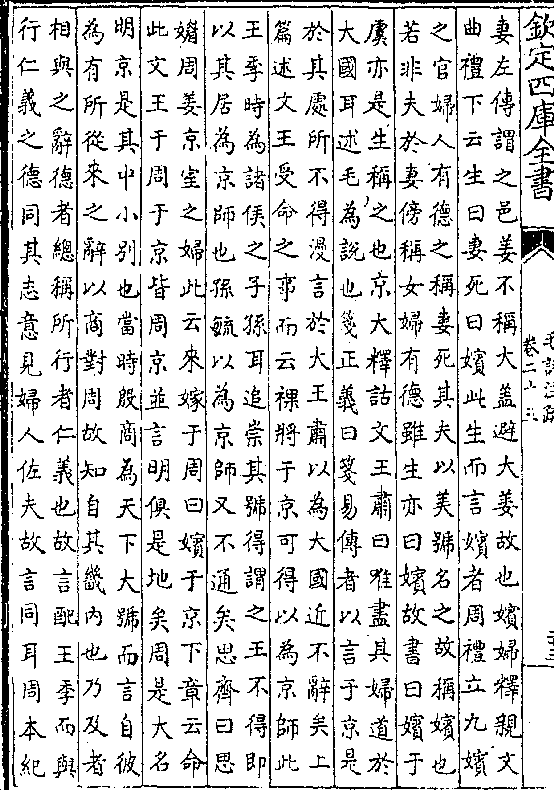 欽定四庫全書
毛詩注疏
卷二十三
妻左傳謂之邑姜不稱大蓋避大姜故也嬪婦釋親文
曲禮下云生曰妻死曰嬪此生而言嬪者周禮立九嬪
之官婦人有德之稱妻死其夫以美號名之故稱嬪也
若非夫於妻傍稱女婦有德雖生亦曰嬪故書曰嬪于
虞亦是生稱之也京大釋詁文王肅曰唯盡其婦道於
大國耳述毛為說也箋正義曰箋易傳者以言于京是
於其處所不得漫言於大王肅以為大國近不辭矣上
篇述文王受命之事而云祼將于京可得以為京師此
王季時為諸侯之子孫耳追崇其號得謂之王不得即
以其居為京師也孫毓以為京師又不通矣思齊曰思
媚周姜京室之婦此云來嫁于周曰嬪于京下章云命
此文王于周于京皆周京並言明俱是地矣周是大名
明京是其中小别也當時殷商為天下大號而言自彼
為有所從來之辭以商對周故知自其畿内也乃及者
相與之辭德者總稱所行者仁義也故言配王季而與
行仁義之德同其志意見婦人佐夫故言同耳周本紀